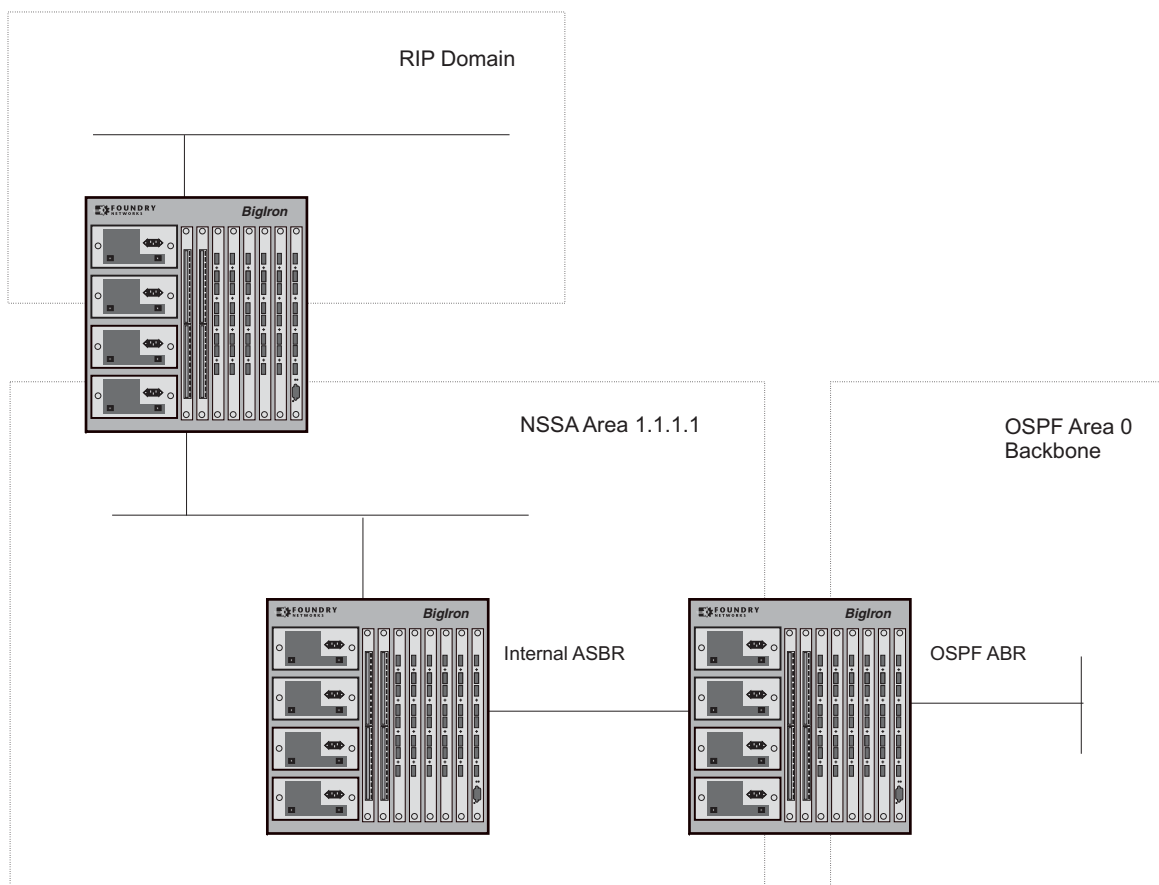 RIP Domain
FOUNDRY
NETWORKS
BigIron
NSSA Area 1.1.1.1
OSPF Area 0
Backbone
FOUNDRY
NETWORKS
BigIron
Internal ASBR
FOUNDRY
NETWORKS
BigIron
OSPF ABR